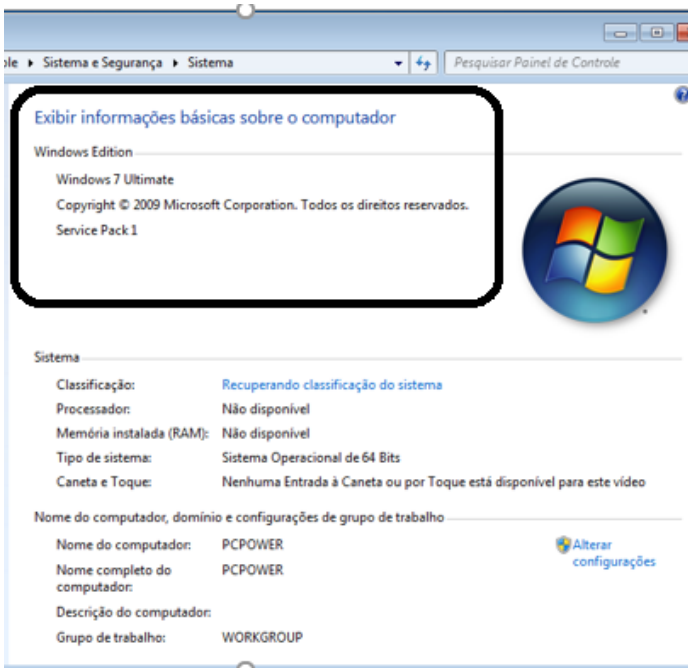 ole ▸ Sistema e Segurança ▸ Sistema
Pesquisar Painel de Controle
Exibir informações básicas sobre o computador
Windows Edition
Windows 7 Ultimate
Copyright © 2009 Microsoft Corporation. Todos os direitos reservados.
Service Pack 1
Sistema
Classificação: Recuperando classificação do sistema
Processador: Não disponível
Memória instalada (RAM): Não disponível
Tipo de sistema: Sistema Operacional de 64 Bits
Caneta e Toque: Nenhuma Entrada à Caneta ou por Toque está disponível para este vídeo
Nome do computador, domínio e configurações de grupo de trabalho
Nome do computador: PCPOWER
Alterar
configurações
Nome completo do
computador:
PCPOWER
Descrição do computador:
Grupo de trabalho: WORKGROUP